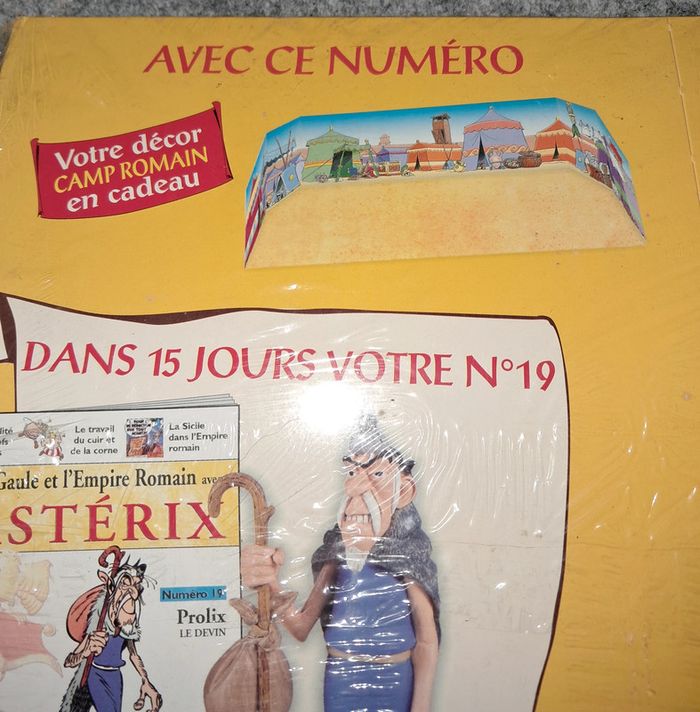 AVEC CE NUMÉRO
Votre décor
CAMP ROMAIN
en cadeau
DANS 15 JOURS VOTRE N°19
Le travail
du cuir et
de la corne
La Sicile
dans l'Empire
romain
Gaule et l'Empire Romain avec
STÉRIX
Numéro 19
Prolix
LE DEVIN